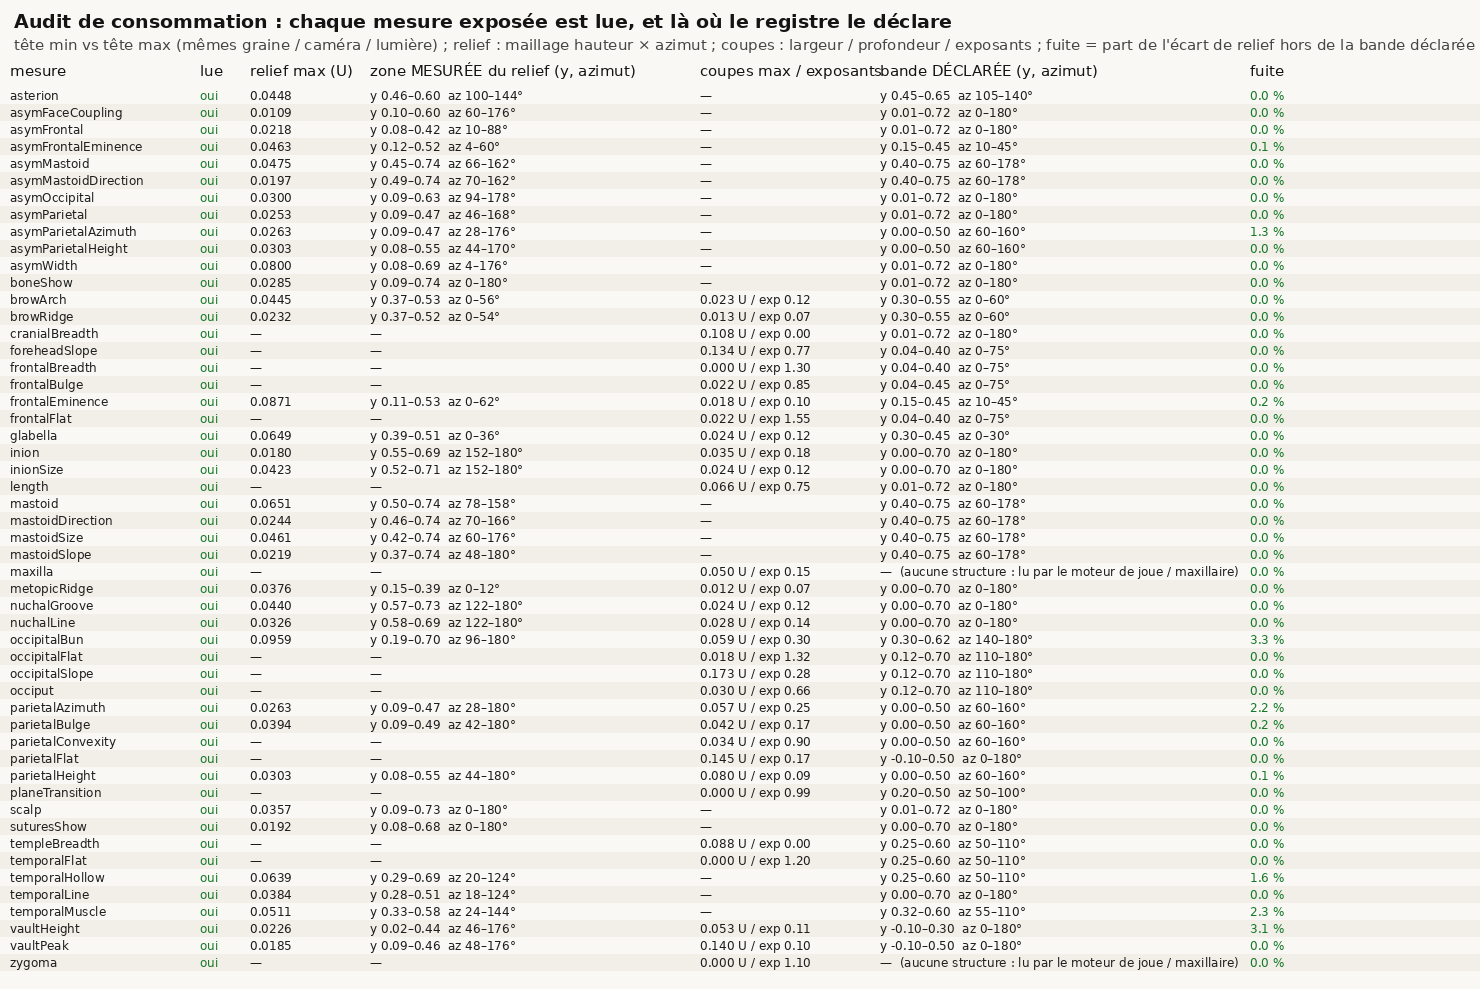 Audit de consommation : chaque mesure exposée est lue, et là où le registre le déclare
tête min vs tête max (mêmes graine / caméra / lumière) ; relief : maillage hauteur × azimut ; coupes : largeur / profondeur / exposants ; fuite = part de l'écart de relief hors de la bande déclarée
mesure lue relief max (U) zone MESURÉE du relief (y, azimut) coupes max / exposants bande DÉCLARÉE (y, azimut) fuite
asterion oui 0.0448 y 0.46–0.60 az 100–144° — y 0.45–0.65 az 105–140° 0.0 %
asymFaceCoupling oui 0.0109 y 0.10–0.60 az 60–176° — y 0.01–0.72 az 0–180° 0.0 %
asymFrontal oui 0.0218 y 0.08–0.42 az 10–88° — y 0.01–0.72 az 0–180° 0.0 %
asymFrontalEminence oui 0.0463 y 0.12–0.52 az 4–60° — y 0.15–0.45 az 10–45° 0.1 %
asymMastoid oui 0.0475 y 0.45–0.74 az 66–162° — y 0.40–0.75 az 60–178° 0.0 %
asymMastoidDirection oui 0.0197 y 0.49–0.74 az 70–162° — y 0.40–0.75 az 60–178° 0.0 %
asymOccipital oui 0.0300 y 0.09–0.63 az 94–178° — y 0.01–0.72 az 0–180° 0.0 %
asymParietal oui 0.0253 y 0.09–0.47 az 46–168° — y 0.01–0.72 az 0–180° 0.0 %
asymParietalAzimuth oui 0.0263 y 0.09–0.47 az 28–176° — y 0.00–0.50 az 60–160° 1.3 %
asymParietalHeight oui 0.0303 y 0.08–0.55 az 44–170° — y 0.00–0.50 az 60–160° 0.0 %
asymWidth oui 0.0800 y 0.08–0.69 az 4–176° — y 0.01–0.72 az 0–180° 0.0 %
boneShow oui 0.0285 y 0.09–0.74 az 0–180° — y 0.01–0.72 az 0–180° 0.0 %
browArch oui 0.0445 y 0.37–0.53 az 0–56° 0.023 U / exp 0.12 y 0.30–0.55 az 0–60° 0.0 %
browRidge oui 0.0232 y 0.37–0.52 az 0–54° 0.013 U / exp 0.07 y 0.30–0.55 az 0–60° 0.0 %
cranialBreadth oui — — 0.108 U / exp 0.00 y 0.01–0.72 az 0–180° 0.0 %
foreheadSlope oui — — 0.134 U / exp 0.77 y 0.04–0.40 az 0–75° 0.0 %
frontalBreadth oui — — 0.000 U / exp 1.30 y 0.04–0.40 az 0–75° 0.0 %
frontalBulge oui — — 0.022 U / exp 0.85 y 0.04–0.45 az 0–75° 0.0 %
frontalEminence oui 0.0871 y 0.11–0.53 az 0–62° 0.018 U / exp 0.10 y 0.15–0.45 az 10–45° 0.2 %
frontalFlat oui — — 0.022 U / exp 1.55 y 0.04–0.40 az 0–75° 0.0 %
glabella oui 0.0649 y 0.39–0.51 az 0–36° 0.024 U / exp 0.12 y 0.30–0.45 az 0–30° 0.0 %
inion oui 0.0180 y 0.55–0.69 az 152–180° 0.035 U / exp 0.18 y 0.00–0.70 az 0–180° 0.0 %
inionSize oui 0.0423 y 0.52–0.71 az 152–180° 0.024 U / exp 0.12 y 0.00–0.70 az 0–180° 0.0 %
length oui — — 0.066 U / exp 0.75 y 0.01–0.72 az 0–180° 0.0 %
mastoid oui 0.0651 y 0.50–0.74 az 78–158° — y 0.40–0.75 az 60–178° 0.0 %
mastoidDirection oui 0.0244 y 0.46–0.74 az 70–166° — y 0.40–0.75 az 60–178° 0.0 %
mastoidSize oui 0.0461 y 0.42–0.74 az 60–176° — y 0.40–0.75 az 60–178° 0.0 %
mastoidSlope oui 0.0219 y 0.37–0.74 az 48–180° — y 0.40–0.75 az 60–178° 0.0 %
maxilla oui — — 0.050 U / exp 0.15 — (aucune structure : lu par le moteur de joue / maxillaire) 0.0 %
metopicRidge oui 0.0376 y 0.15–0.39 az 0–12° 0.012 U / exp 0.07 y 0.00–0.70 az 0–180° 0.0 %
nuchalGroove oui 0.0440 y 0.57–0.73 az 122–180° 0.024 U / exp 0.12 y 0.00–0.70 az 0–180° 0.0 %
nuchalLine oui 0.0326 y 0.58–0.69 az 122–180° 0.028 U / exp 0.14 y 0.00–0.70 az 0–180° 0.0 %
occipitalBun oui 0.0959 y 0.19–0.70 az 96–180° 0.059 U / exp 0.30 y 0.30–0.62 az 140–180° 3.3 %
occipitalFlat oui — — 0.018 U / exp 1.32 y 0.12–0.70 az 110–180° 0.0 %
occipitalSlope oui — — 0.173 U / exp 0.28 y 0.12–0.70 az 110–180° 0.0 %
occiput oui — — 0.030 U / exp 0.66 y 0.12–0.70 az 110–180° 0.0 %
parietalAzimuth oui 0.0263 y 0.09–0.47 az 28–180° 0.057 U / exp 0.25 y 0.00–0.50 az 60–160° 2.2 %
parietalBulge oui 0.0394 y 0.09–0.49 az 42–180° 0.042 U / exp 0.17 y 0.00–0.50 az 60–160° 0.2 %
parietalConvexity oui — — 0.034 U / exp 0.90 y 0.00–0.50 az 60–160° 0.0 %
parietalFlat oui — — 0.145 U / exp 0.17 y -0.10–0.50 az 0–180° 0.0 %
parietalHeight oui 0.0303 y 0.08–0.55 az 44–180° 0.080 U / exp 0.09 y 0.00–0.50 az 60–160° 0.1 %
planeTransition oui — — 0.000 U / exp 0.99 y 0.20–0.50 az 50–100° 0.0 %
scalp oui 0.0357 y 0.09–0.73 az 0–180° — y 0.01–0.72 az 0–180° 0.0 %
suturesShow oui 0.0192 y 0.08–0.68 az 0–180° — y 0.00–0.70 az 0–180° 0.0 %
templeBreadth oui — — 0.088 U / exp 0.00 y 0.25–0.60 az 50–110° 0.0 %
temporalFlat oui — — 0.000 U / exp 1.20 y 0.25–0.60 az 50–110° 0.0 %
temporalHollow oui 0.0639 y 0.29–0.69 az 20–124° — y 0.25–0.60 az 50–110° 1.6 %
temporalLine oui 0.0384 y 0.28–0.51 az 18–124° — y 0.00–0.70 az 0–180° 0.0 %
temporalMuscle oui 0.0511 y 0.33–0.58 az 24–144° — y 0.32–0.60 az 55–110° 2.3 %
vaultHeight oui 0.0226 y 0.02–0.44 az 46–176° 0.053 U / exp 0.11 y -0.10–0.30 az 0–180° 3.1 %
vaultPeak oui 0.0185 y 0.09–0.46 az 48–176° 0.140 U / exp 0.10 y -0.10–0.50 az 0–180° 0.0 %
zygoma oui — — 0.000 U / exp 1.10 — (aucune structure : lu par le moteur de joue / maxillaire) 0.0 %